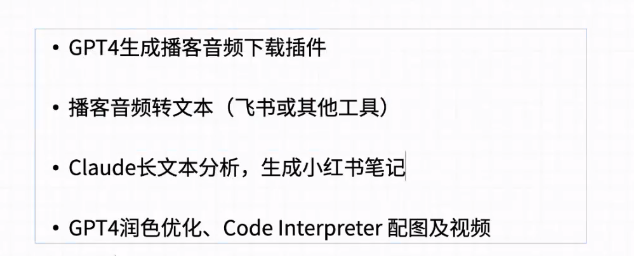 • GPT4生成播客音频下载插件
• 播客音频转文本（飞书或其他工具）
• Claude长文本分析，生成小红书笔记
• GPT4润色优化、Code Interpreter 配图及视频